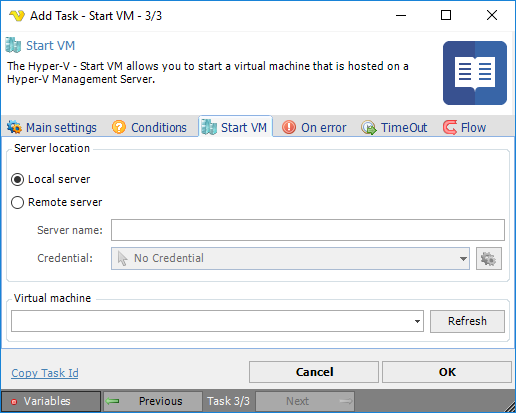 Add Task - Start VM - 3/3
Start VM
The Hyper-V - Start VM allows you to start a virtual machine that is hosted on a
Hyper-V Management Server.
Main settings Conditions Start VM On error TimeOut Flow
Server location
Local server
Remote server
Server name:
Credential: No Credential
Virtual machine
Refresh
Copy Task Id Cancel OK
Variables Previous Task 3/3 Next